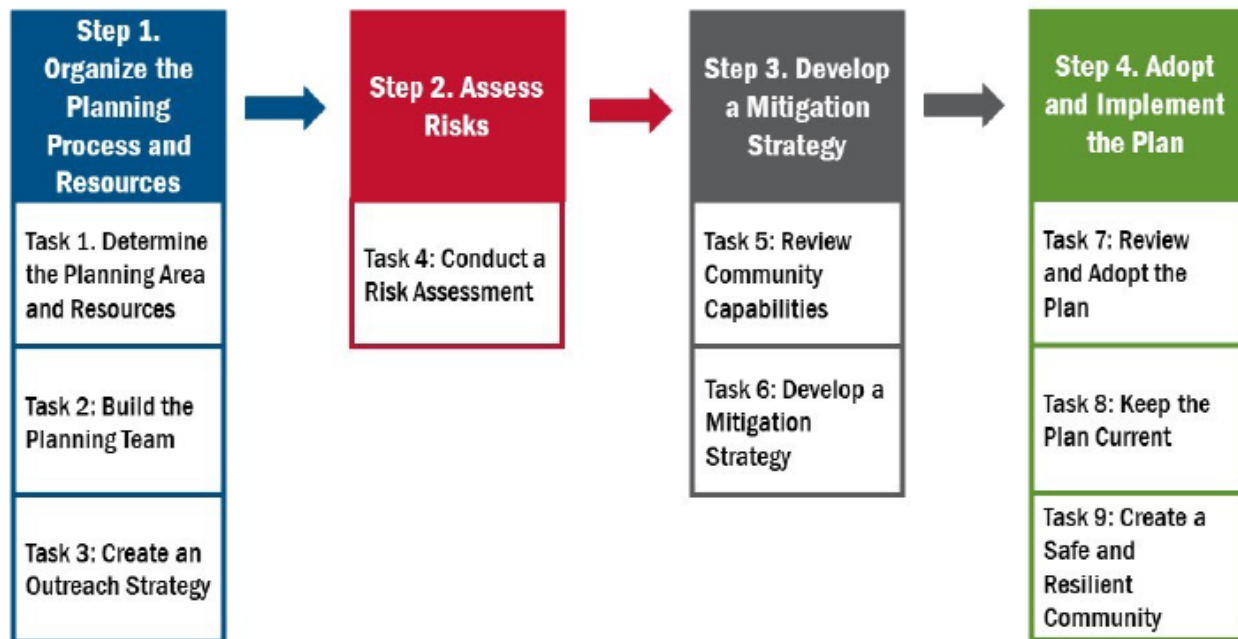 Step 1.
Organize the
Planning
Process and
Resources
Task 1. Determine
the Planning Area
and Resources
Task 2: Build the
Planning Team
Task 3: Create an
Outreach Strategy
Step 2. Assess
Risks
Task 4: Conduct a
Risk Assessment
Step 3. Develop
a Mitigation
Strategy
Task 5: Review
Community
Capabilities
Task 6: Develop a
Mitigation
Strategy
Step 4. Adopt
and Implement
the Plan
Task 7: Review
and Adopt the
Plan
Task 8: Keep the
Plan Current
Task 9: Create a
Safe and
Resilient
Community